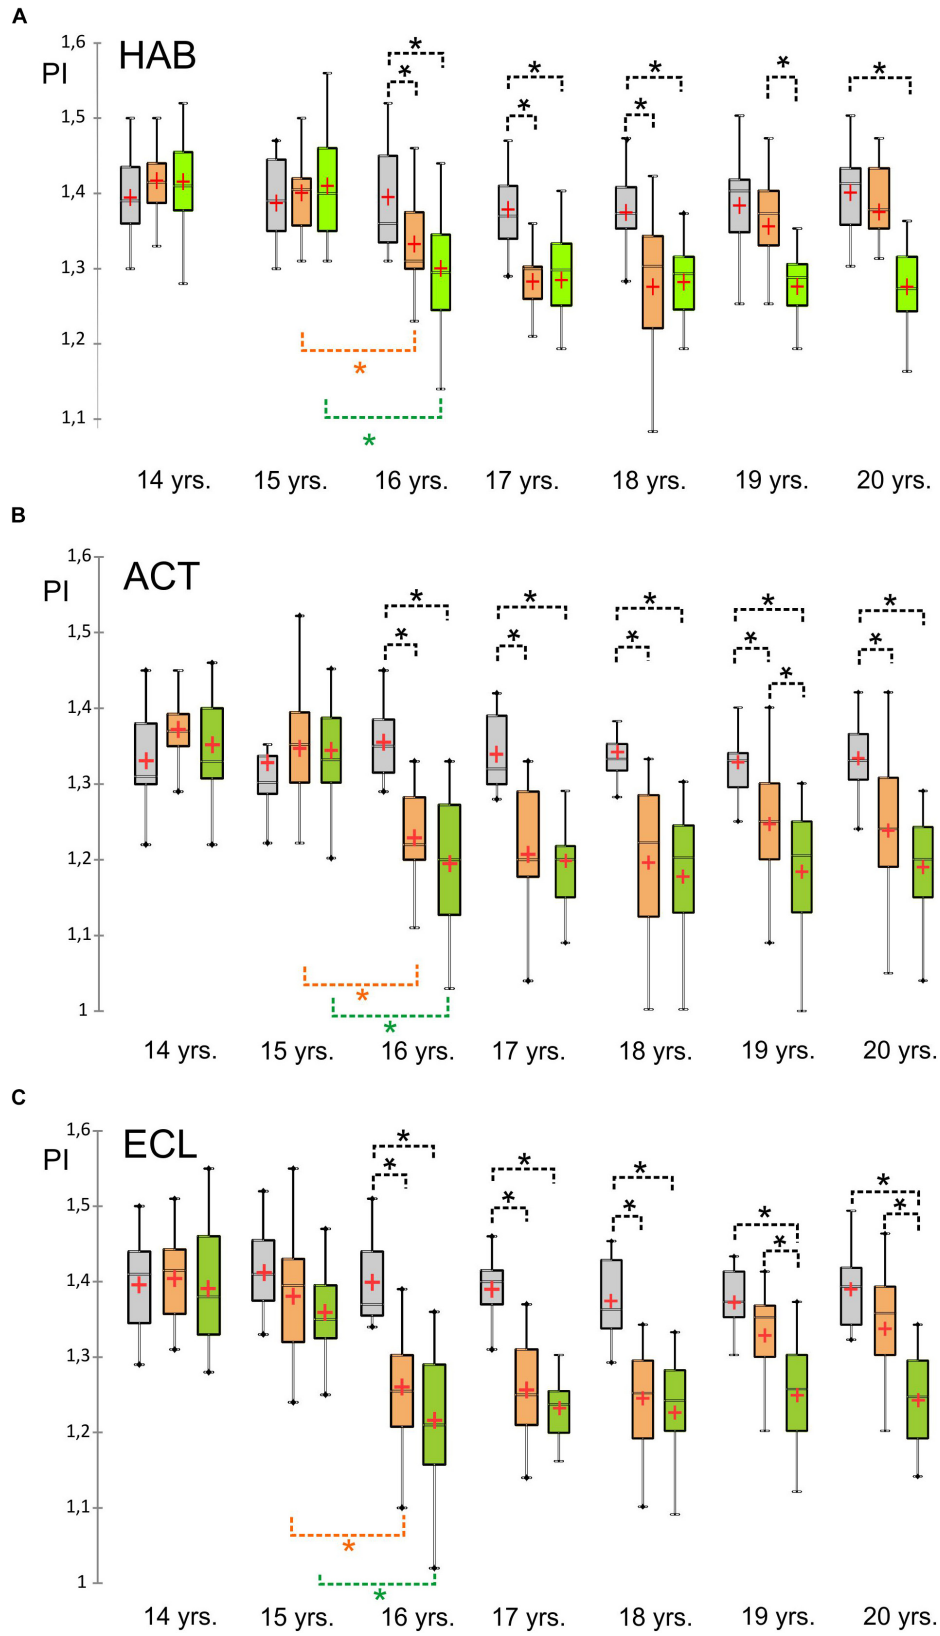 A
HAB
PI
1,6
1,5
1,4
1,3
1,2
1,1
* * * * * * * * *
*
*
14 yrs. 15 yrs. 16 yrs. 17 yrs. 18 yrs. 19 yrs. 20 yrs.
B
ACT
PI
1,6
1,5
1,4
1,3
1,2
1,1
1
* * * * *
* * * * *
*
*
*
14 yrs. 15 yrs. 16 yrs. 17 yrs. 18 yrs. 19 yrs. 20 yrs.
C
ECL
PI
1,6
1,5
1,4
1,3
1,2
1,1
1
* * * * *
* * * * *
*
*
14 yrs. 15 yrs. 16 yrs. 17 yrs. 18 yrs. 19 yrs. 20 yrs.